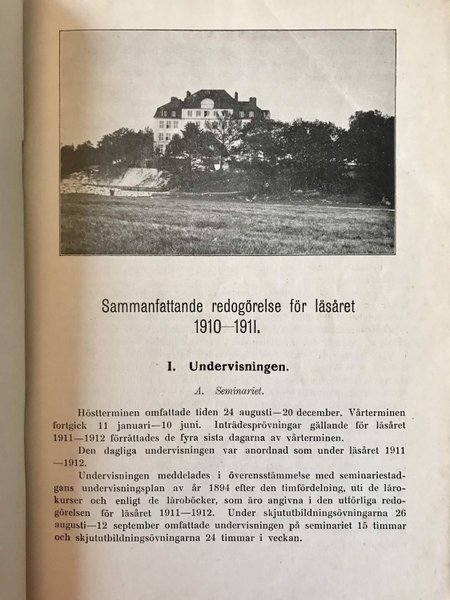 Sammanfattande redogörelse för läsåret
1910—1911.
I. Undervisningen.
A. Seminariet.
Höstterminen omfattade tiden 24 augusti—20 december. Vårterminen
fortgick 11 januari—10 juni. Inträdesprövningar gällande för läsåret
1911—1912 förrättades de fyra sista dagarna av vårterminen.
Den dagliga undervisningen var anordnad som under läsåret 1911
—1912.
Undervisningen meddelades i överensstämmelse med seminariestad-
gans undervisningsplan av år 1894 efter den timfördelning, uti de läro-
kurser och enligt de läroböcker, som äro angivna i den utförliga redo-
görelsen för läsåret 1911—1912. Under skjututbildningsövningarna 26
augusti—12 september omfattade undervisningen på seminariet 15 timmar
och skjututbildningsövningarna 24 timmar i veckan.